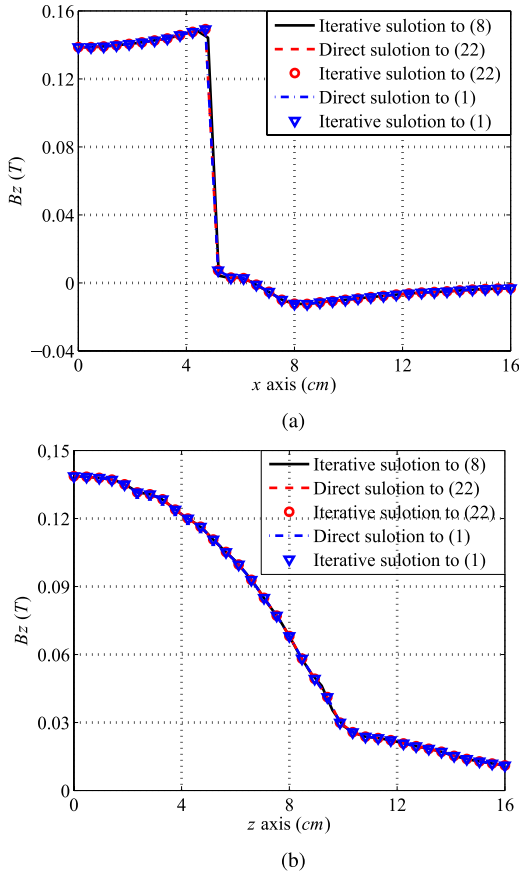 0.16
0.12
0.08
0.04
0
−0.04
Bz (T)
Iterative sulotion to (8)
Direct sulotion to (22)
Iterative sulotion to (22)
Direct sulotion to (1)
Iterative sulotion to (1)
0 4 8 12 16
x axis (cm)
(a)
0.15
0.12
0.09
0.06
0.03
0
Bz (T)
Iterative sulotion to (8)
Direct sulotion to (22)
Iterative sulotion to (22)
Direct sulotion to (1)
Iterative sulotion to (1)
0 4 8 12 16
z axis (cm)
(b)